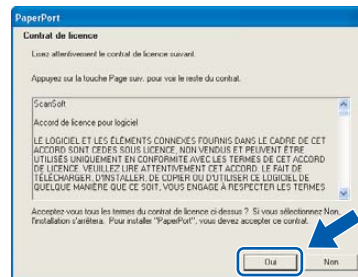 PaperPort
Contrat de licence
Lisez attentivement le contrat de licence suivant.
Appuyez sur la touche Page suiv. pour voir le reste du contrat.
ScanSoft
Accord de licence pour logiciel
LE LOGICIEL ET LES ÉLÉMENTS CONNEXES FOURNIS DANS LE CADRE DE CET
ACCORD SONT CEDES SOUS LICENCE, NON VENDUS ET PEUVENT ÊTRE
UTILISÉS UNIQUEMENT EN CONFORMITÉ AVEC LES TERMES DE CET ACCORD
DE LICENCE. VEUILLEZ LIRE ATTENTIVEMENT CET ACCORD. LE FAIT DE
TÉLÉCHARGER, D'INSTALLER, DE COPIER OU D'UTILISER CE LOGICIEL DE
QUELQUE MANIÈRE QUE CE SOIT, VOUS ENGAGE À RESPECTER LES TERMES
Acceptez-vous tous les termes du contrat de licence ci-dessus ? Si vous sélectionnez Non,
l'installation s'arrêtera. Pour installer "PaperPort", vous devez accepter ce contrat.
Oui
Non